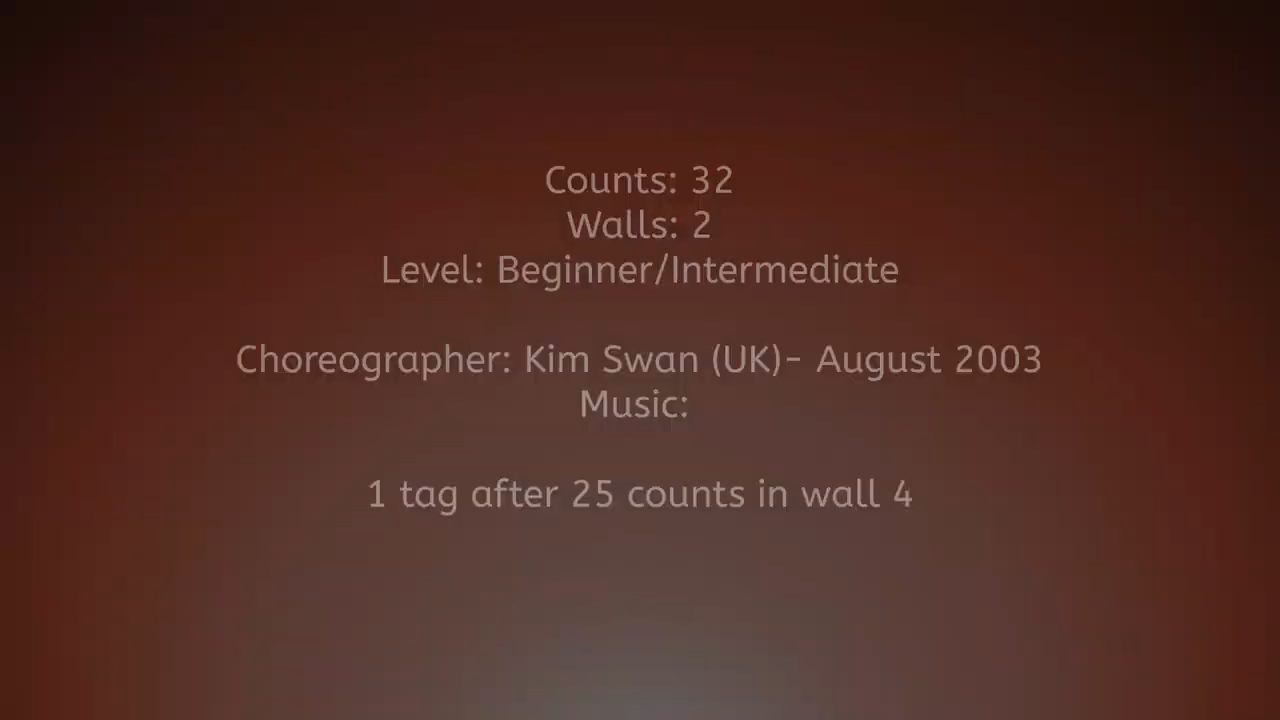 Counts: 32
Walls: 2
Level: Beginner/Intermediate
Choreographer: Kim Swan (UK)- August 2003
Music:
1 tag after 25 counts in wall 4